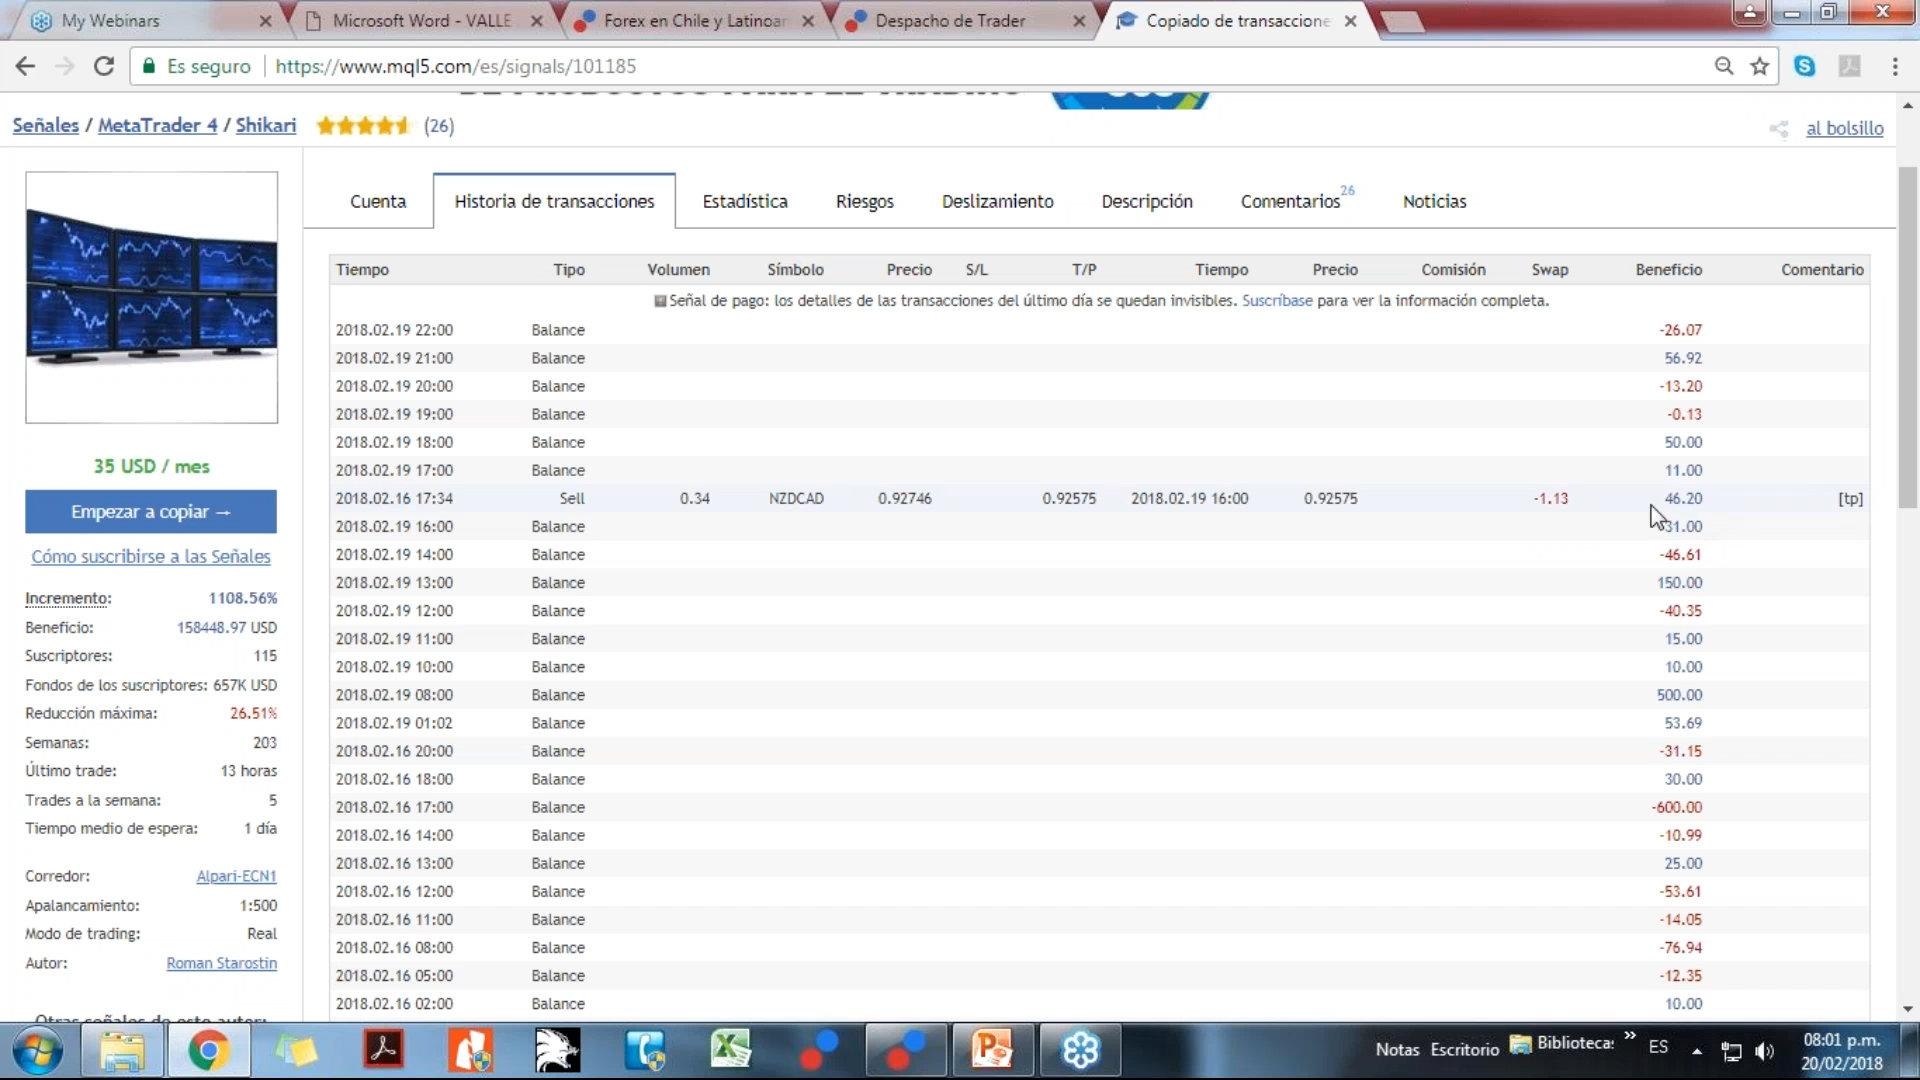 My Webinars
Microsoft Word - VALLE
Forex en Chile y Latinoar
Despacho de Trader
Copiado de transaccione
Es seguro
https://www.mql5.com/es/signals/101185
Señales / MetaTrader 4 / Shikari (26)
al bolsillo
Cuenta
Historia de transacciones
Estadística
Riesgos
Deslizamiento
Descripción
Comentarios 26
Noticias
35 USD / mes
Empezar a copiar →
Cómo suscribirse a las Señales
Incremento: 1108.56%
Beneficio: 158448.97 USD
Suscriptores: 115
Fondos de los suscriptores: 657K USD
Reducción máxima: 26.51%
Semanas: 203
Último trade: 13 horas
Trades a la semana: 5
Tiempo medio de espera: 1 día
Corredor: Alpari-ECN1
Apalancamiento: 1:500
Modo de trading: Real
Autor: Roman Starostin
Tiempo Tipo Volumen Símbolo Precio S/L T/P Tiempo Precio Comisión Swap Beneficio Comentario
Señal de pago: los detalles de las transacciones del último día se quedan invisibles. Suscríbase para ver la información completa.
2018.02.19 22:00 Balance -26.07
2018.02.19 21:00 Balance 56.92
2018.02.19 20:00 Balance -13.20
2018.02.19 19:00 Balance -0.13
2018.02.19 18:00 Balance 50.00
2018.02.19 17:00 Balance 11.00
2018.02.16 17:34 Sell 0.34 NZDCAD 0.92746 0.92575 2018.02.19 16:00 0.92575 -1.13 46.20 [tp]
2018.02.19 16:00 Balance 31.00
2018.02.19 14:00 Balance -46.61
2018.02.19 13:00 Balance 150.00
2018.02.19 12:00 Balance -40.35
2018.02.19 11:00 Balance 15.00
2018.02.19 10:00 Balance 10.00
2018.02.19 08:00 Balance 500.00
2018.02.19 01:02 Balance 53.69
2018.02.16 20:00 Balance -31.15
2018.02.16 18:00 Balance 30.00
2018.02.16 17:00 Balance -600.00
2018.02.16 14:00 Balance -10.99
2018.02.16 13:00 Balance 25.00
2018.02.16 12:00 Balance -53.61
2018.02.16 11:00 Balance -14.05
2018.02.16 08:00 Balance -76.94
2018.02.16 05:00 Balance -12.35
2018.02.16 02:00 Balance 10.00
Otras señales de este autor:
Notas Escritorio Bibliotecas » ES
08:01 p.m.
20/02/2018